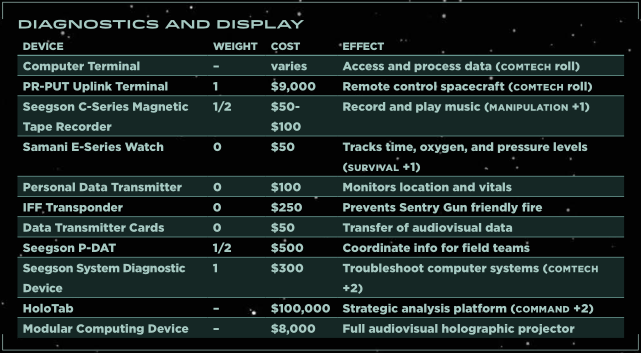 DIAGNOSTICS AND DISPLAY
DEVICE WEIGHT COST EFFECT
Computer Terminal – varies Access and process data (COMTECH roll)
PR-PUT Uplink Terminal 1 $9,000 Remote control spacecraft (COMTECH roll)
Seegson C-Series Magnetic 1/2 $50- Record and play music (MANIPULATION +1)
Tape Recorder $100
Samani E-Series Watch 0 $50 Tracks time, oxygen, and pressure levels
(SURVIVAL +1)
Personal Data Transmitter 0 $100 Monitors location and vitals
IFF Transponder 0 $250 Prevents Sentry Gun friendly fire
Data Transmitter Cards 0 $50 Transfer of audiovisual data
Seegson P-DAT 1/2 $500 Coordinate info for field teams
Seegson System Diagnostic 1 $300 Troubleshoot computer systems (COMTECH
Device +2)
HoloTab – $100,000 Strategic analysis platform (COMMAND +2)
Modular Computing Device – $8,000 Full audiovisual holographic projector